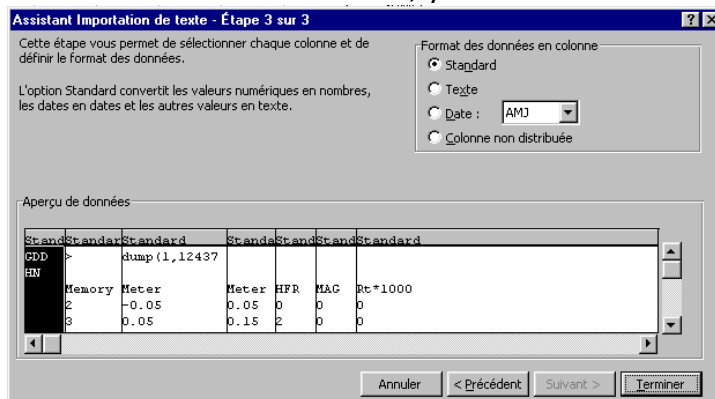 Assistant Importation de texte - Étape 3 sur 3
Cette étape vous permet de sélectionner chaque colonne et de
définir le format des données.
L'option Standard convertit les valeurs numériques en nombres,
les dates en dates et les autres valeurs en texte.
Format des données en colonne
Standard
Texte
Date : AMJ
Colonne non distribuée
Aperçu de données
Stand Standar Standard Standa Stand Stand Standard
GDD > dump(1,12437
HN
Memory Meter Meter HFR MAG Rt*1000
2 -0.05 0.05 0 0 0
3 0.05 0.15 2 0 0
Annuler < Précédent Suivant > Terminer